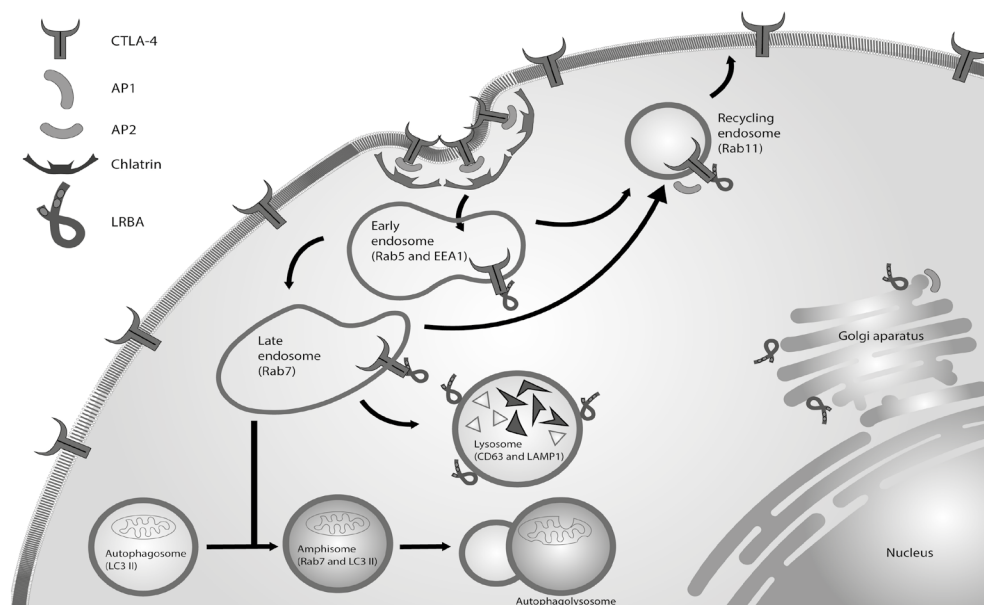 CTLA-4
AP1
AP2
Chlatrin
LRBA
Recycling
endosome
(Rab11)
Early
endosome
(Rab5 and EEA1)
Late
endosome
(Rab7)
Golgi apparatus
Lysosome
(CD63 and LAMP1)
Autophagosome
(LC3 II)
Amphisome
(Rab7 and LC3 II)
Nucleus
Autophagolysosome